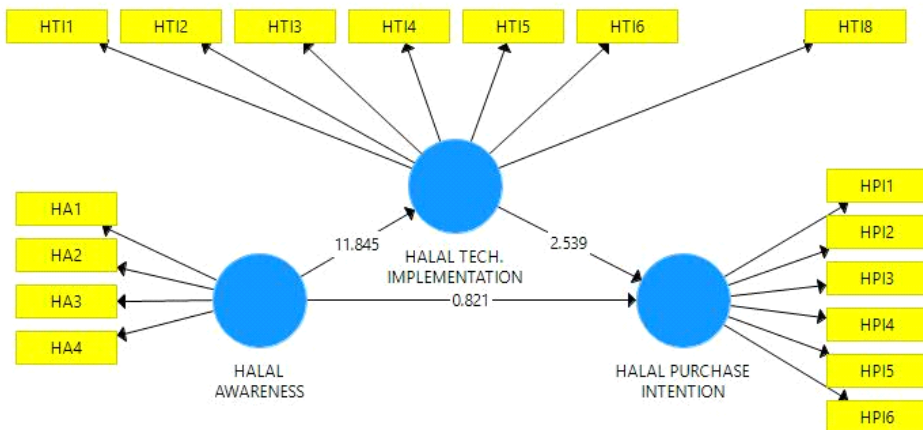 HTI1
HTI2
HTI3
HTI4
HTI5
HTI6
HTI8
HA1
HA2
HA3
HA4
11.845
2.539
HALAL TECH.
IMPLEMENTATION
0.821
HALAL
AWARENESS
HALAL PURCHASE
INTENTION
HPI1
HPI2
HPI3
HPI4
HPI5
HPI6